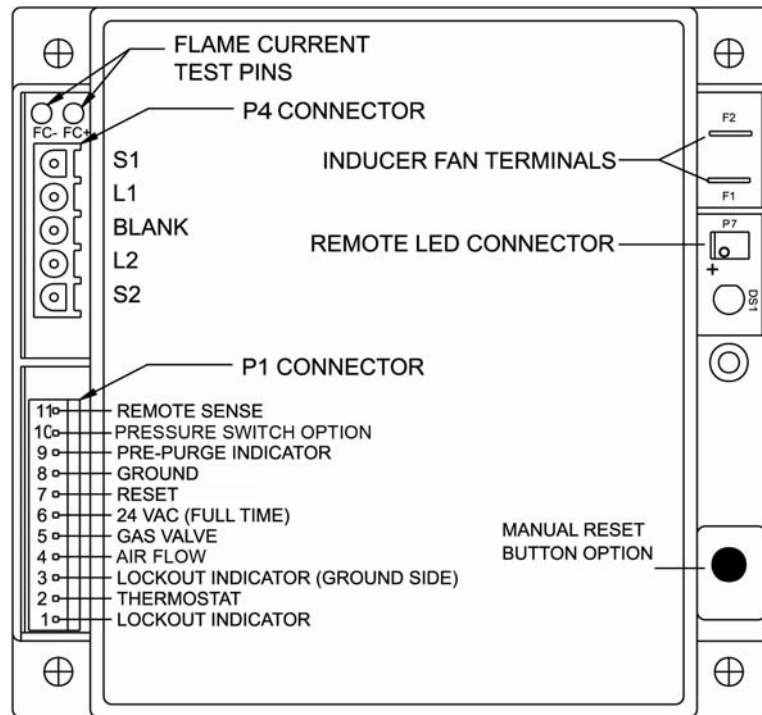 FLAME CURRENT
TEST PINS
FC- FC+
P4 CONNECTOR
S1
L1
BLANK
L2
S2
F2
INDUCER FAN TERMINALS
F1
P7
REMOTE LED CONNECTOR
+
DS1
P1 CONNECTOR
11 REMOTE SENSE
10 PRESSURE SWITCH OPTION
9 PRE-PURGE INDICATOR
8 GROUND
7 RESET
6 24 VAC (FULL TIME)
5 GAS VALVE
4 AIR FLOW
3 LOCKOUT INDICATOR (GROUND SIDE)
2 THERMOSTAT
1 LOCKOUT INDICATOR
MANUAL RESET
BUTTON OPTION